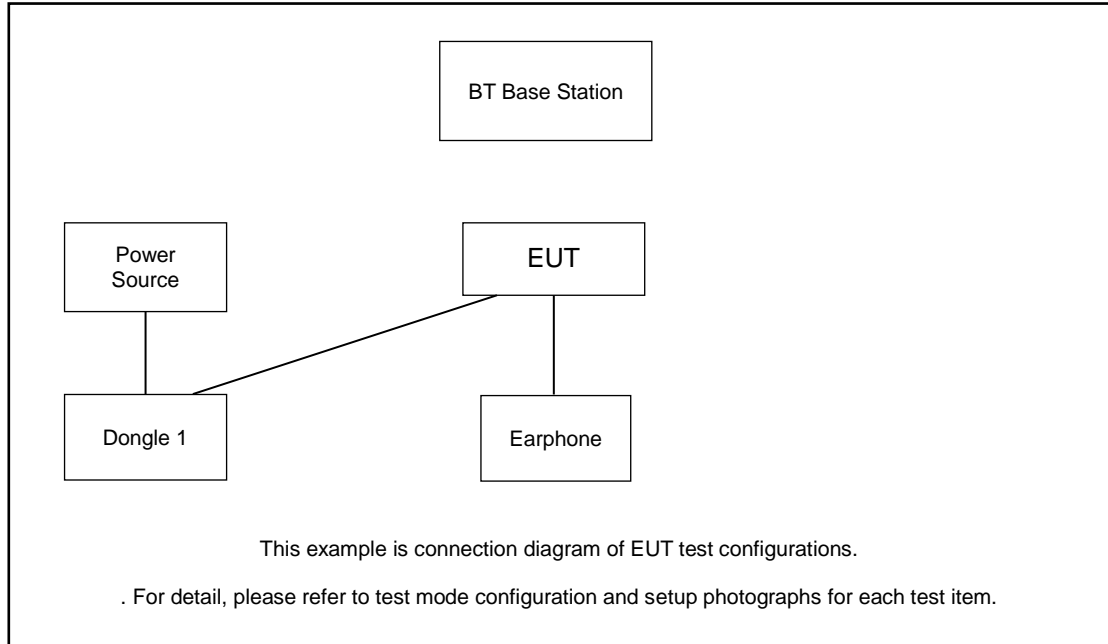 BT Base Station
Power
Source
EUT
Dongle 1
Earphone
This example is connection diagram of EUT test configurations.
. For detail, please refer to test mode configuration and setup photographs for each test item.